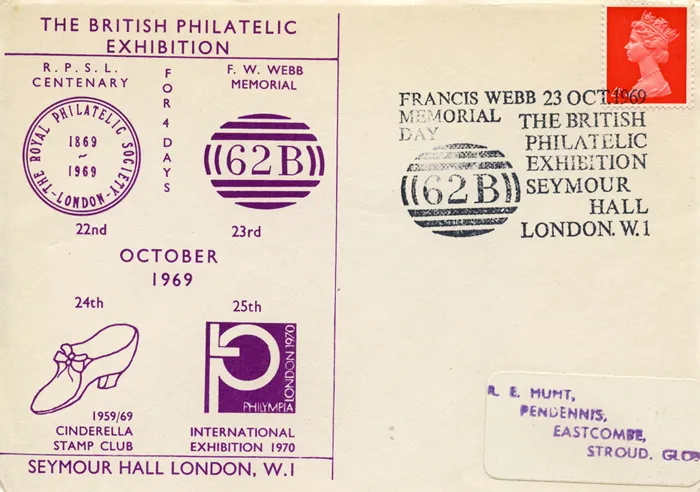 THE BRITISH PHILATELIC
EXHIBITION
R. P. S. L.
CENTENARY
FOR 4 DAYS
F. W. WEBB
MEMORIAL
THE ROYAL PHILATELIC SOCIETY - LONDON -
1869
~
1969
62B
22nd
23rd
OCTOBER
1969
24th
25th
1959/69
CINDERELLA
STAMP CLUB
PHILYMPIA
LONDON 1970
INTERNATIONAL
EXHIBITION 1970
SEYMOUR HALL LONDON, W.1
FRANCIS WEBB 23 OCT.1969
MEMORIAL
DAY
THE BRITISH
PHILATELIC
EXHIBITION
SEYMOUR
HALL
LONDON. W.1
62B
R. E. HUNT,
PENDENNIS,
EASTCOMBE,
STROUD, GLOS